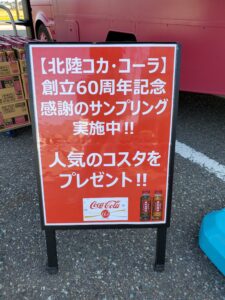 【北陸コカ・コーラ】
創立60周年記念
感謝のサンプリング
実施中!!
人気のコスタを
プレゼント!!
Coca-Cola